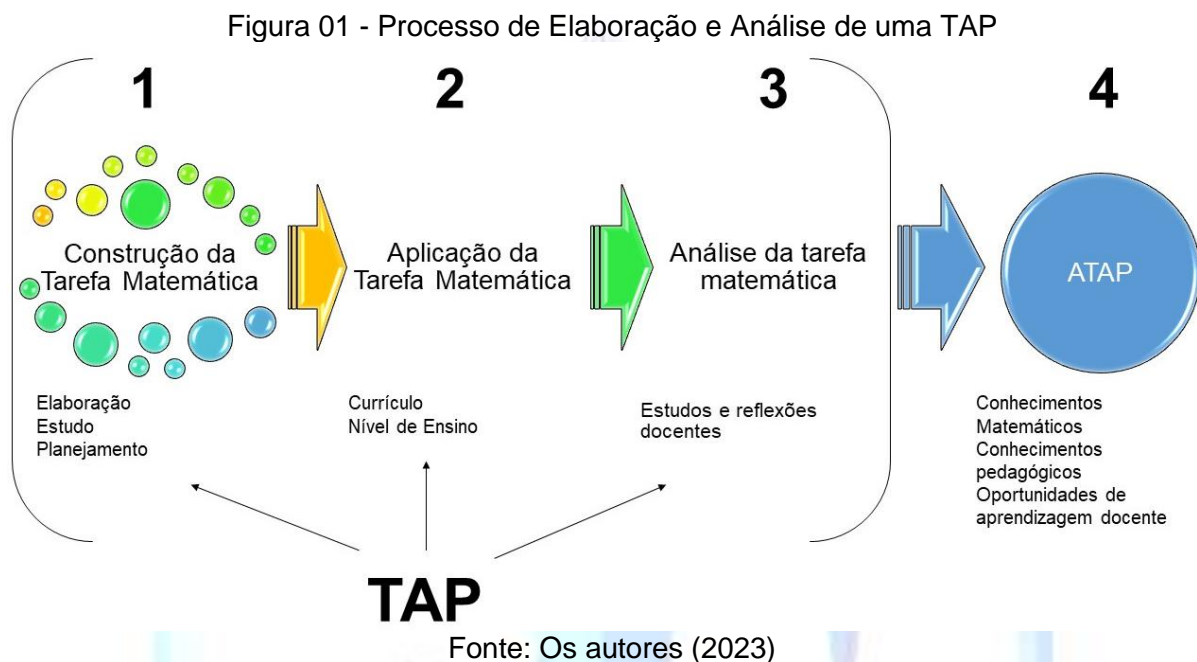 Figura 01 - Processo de Elaboração e Análise de uma TAP
1
2
3
4
Construção da
Tarefa Matemática
Aplicação da
Tarefa Matemática
Análise da tarefa
matemática
ATAP
Elaboração
Estudo
Planejamento
Currículo
Nível de Ensino
Estudos e reflexões
docentes
Conhecimentos
Matemáticos
Conhecimentos
pedagógicos
Oportunidades de
aprendizagem docente
TAP
Fonte: Os autores (2023)